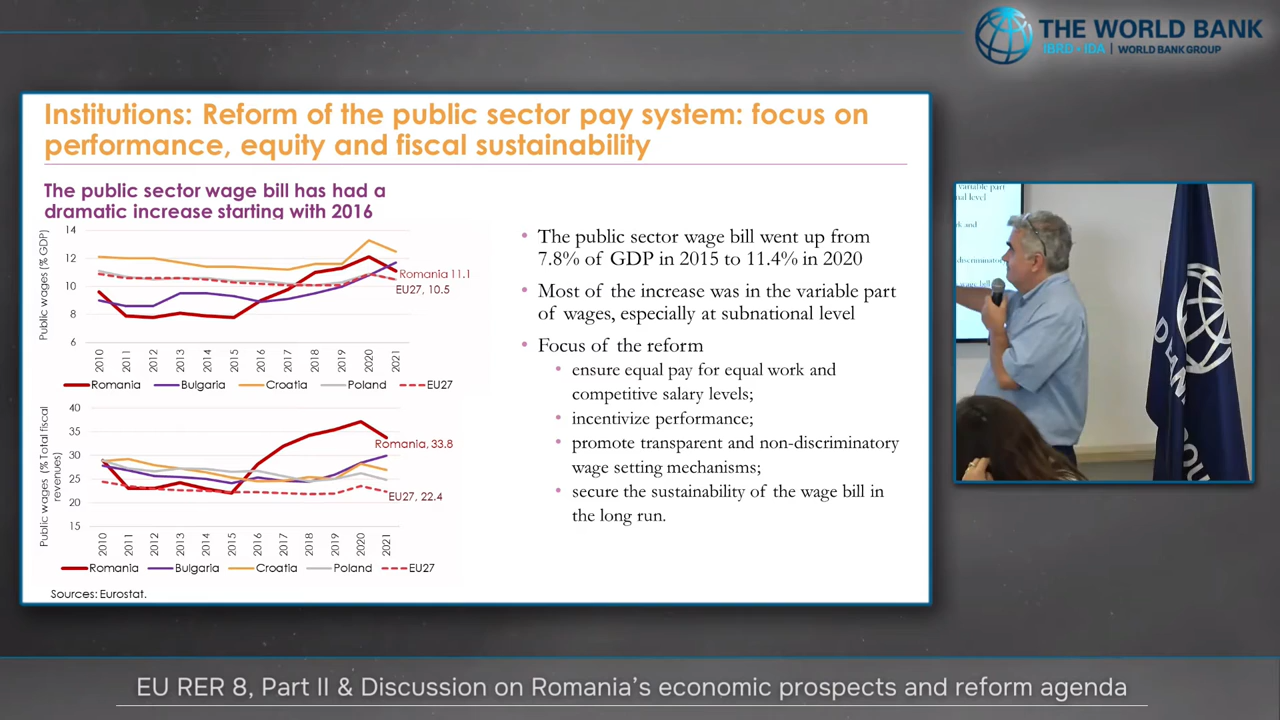 THE WORLD BANK
IBRD • IDA | WORLD BANK GROUP
Institutions: Reform of the public sector pay system: focus on
performance, equity and fiscal sustainability
The public sector wage bill has had a
dramatic increase starting with 2016
Public wages (% GDP)
14
12
10
8
6
Romania 11.1
EU27, 10.5
2010 2011 2012 2013 2014 2015 2016 2017 2018 2019 2020 2021
Romania Bulgaria Croatia Poland EU27
Public wages (% Total fiscal
revenues)
40
35
30
25
20
15
Romania, 33.8
EU27, 22.4
2010 2011 2012 2013 2014 2015 2016 2017 2018 2019 2020 2021
Romania Bulgaria Croatia Poland EU27
Sources: Eurostat.
• The public sector wage bill went up from
7.8% of GDP in 2015 to 11.4% in 2020
• Most of the increase was in the variable part
of wages, especially at subnational level
• Focus of the reform
• ensure equal pay for equal work and
competitive salary levels;
• incentivize performance;
• promote transparent and non-discriminatory
wage setting mechanisms;
• secure the sustainability of the wage bill in
the long run.
variable part
nal level
k and
discriminator
wage bill
EU RER 8, Part II & Discussion on Romania's economic prospects and reform agenda